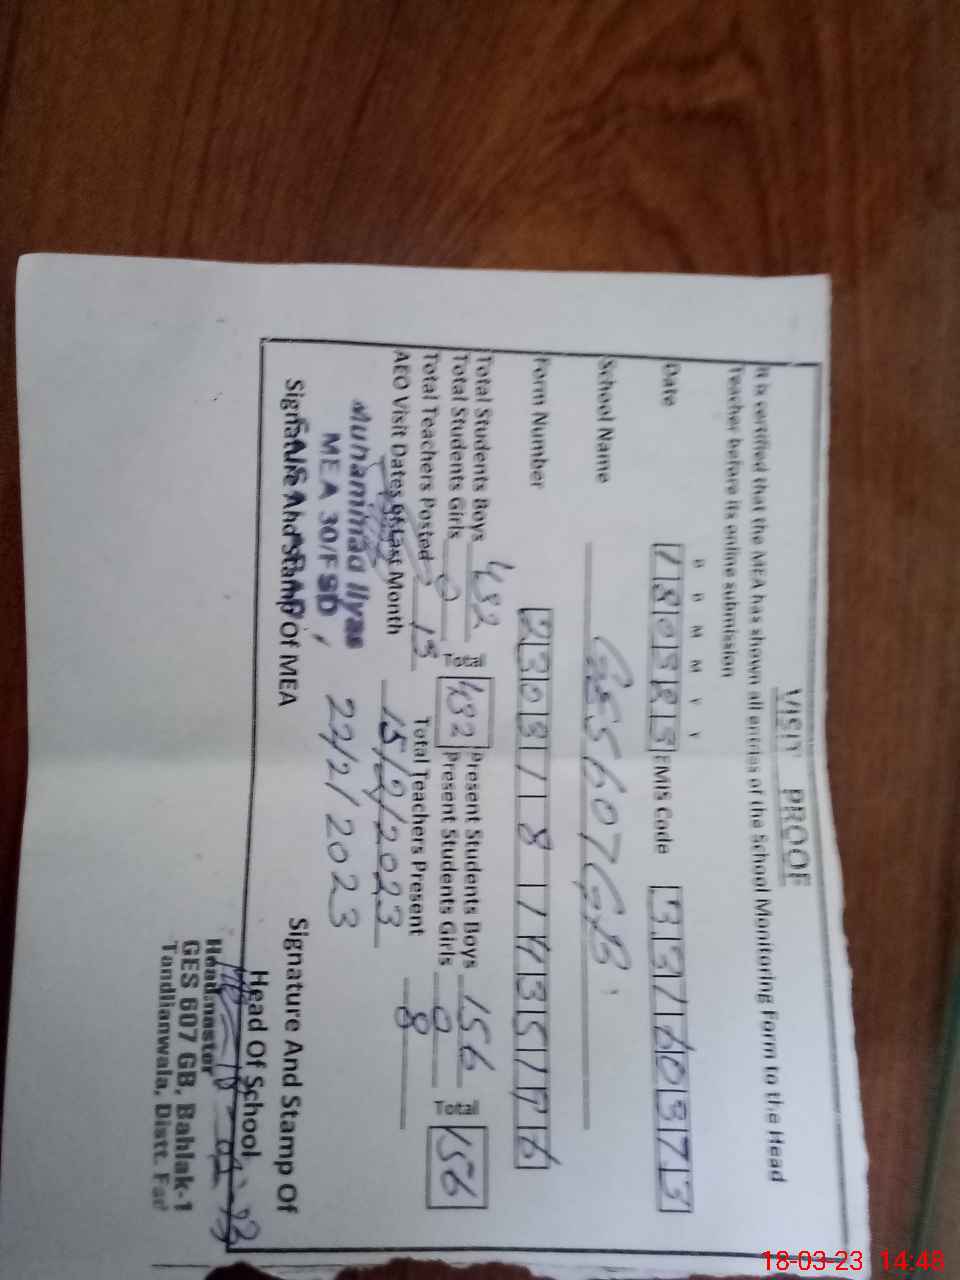 VISIT PROOF
It is certified that the MEA has shown all entries of the School Monitoring Form to the Head
Teacher before its online submission
D D M M Y Y
Date 180323 EMIS Code 33160373
School Name GES 607 GB
Form Number
Total Students Boys 482 Present Students Boys 156
Total Students Girls 0 Total 482 Present Students Girls 0 Total 156
Total Teachers Posted 13 Total Teachers Present 8
AEO Visit Dates of Last Month 15/2/2023
22/2/2023
Muhammad Ilyas
MEA 30/FSD,
Signature And Stamp Of MEA
Signature And Stamp Of
Head Of School
Headmaster
GES 607 GB, Bahlak-1
Tandlianwala, Distt. Fsd
18-03-23 14:48